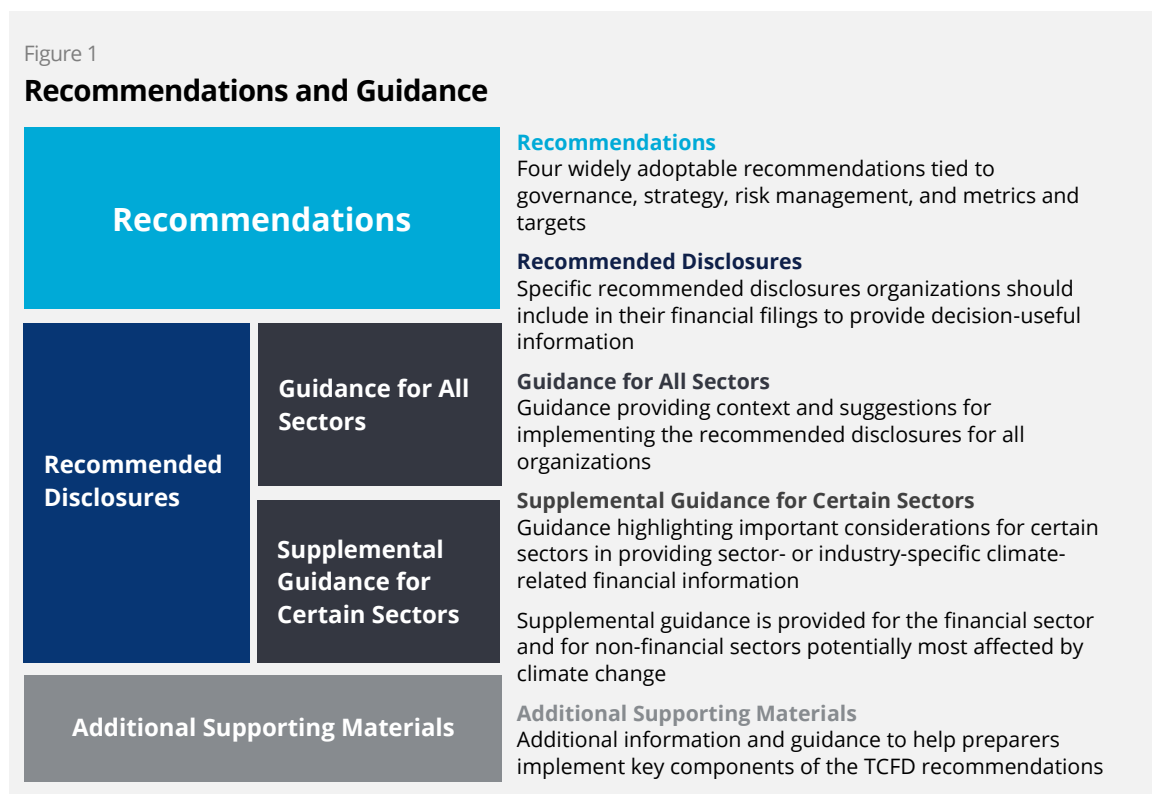 Figure 1
Recommendations and Guidance
Recommendations
Recommended
Disclosures
Guidance for All
Sectors
Supplemental
Guidance for
Certain Sectors
Additional Supporting Materials
Recommendations
Four widely adoptable recommendations tied to
governance, strategy, risk management, and metrics and
targets
Recommended Disclosures
Specific recommended disclosures organizations should
include in their financial filings to provide decision-useful
information
Guidance for All Sectors
Guidance providing context and suggestions for
implementing the recommended disclosures for all
organizations
Supplemental Guidance for Certain Sectors
Guidance highlighting important considerations for certain
sectors in providing sector- or industry-specific climate-
related financial information
Supplemental guidance is provided for the financial sector
and for non-financial sectors potentially most affected by
climate change
Additional Supporting Materials
Additional information and guidance to help preparers
implement key components of the TCFD recommendations